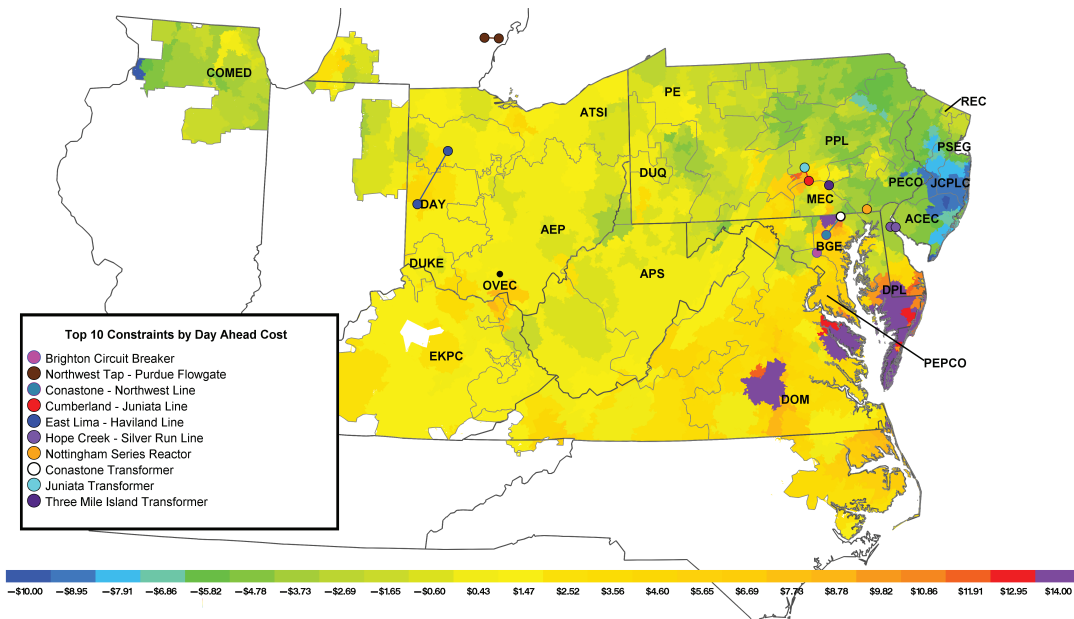 COMED
ATSI
PE
REC
PPL
PSEG
DUQ
PECO
JCPLC
MEC
DAY
ACEC
AEP
BGE
DUKE
APS
OVEC
DPL
EKPC
PEPCO
DOM
Top 10 Constraints by Day Ahead Cost
Brighton Circuit Breaker
Northwest Tap - Purdue Flowgate
Conastone - Northwest Line
Cumberland - Juniata Line
East Lima - Haviland Line
Hope Creek - Silver Run Line
Nottingham Series Reactor
Conastone Transformer
Juniata Transformer
Three Mile Island Transformer
−$10.00 −$8.95 −$7.91 −$6.86 −$5.82 −$4.78 −$3.73 −$2.69 −$1.65 −$0.60 $0.43 $1.47 $2.52 $3.56 $4.60 $5.65 $6.69 $7.73 $8.78 $9.82 $10.86 $11.91 $12.95 $14.00